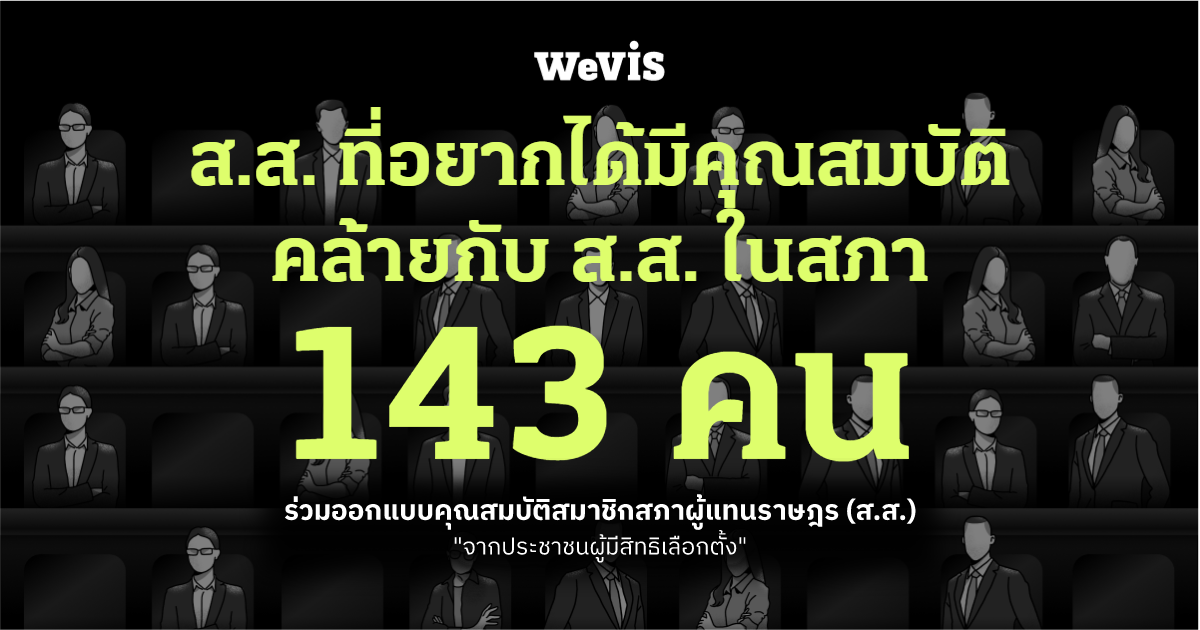 WeVIS
ส.ส. ที่อยากได้มีคุณสมบัติ
คล้ายกับ ส.ส. ในสภา
143 คน
ร่วมออกแบบคุณสมบัติสมาชิกสภาผู้แทนราษฎร (ส.ส.)
"จากประชาชนผู้มีสิทธิเลือกตั้ง"